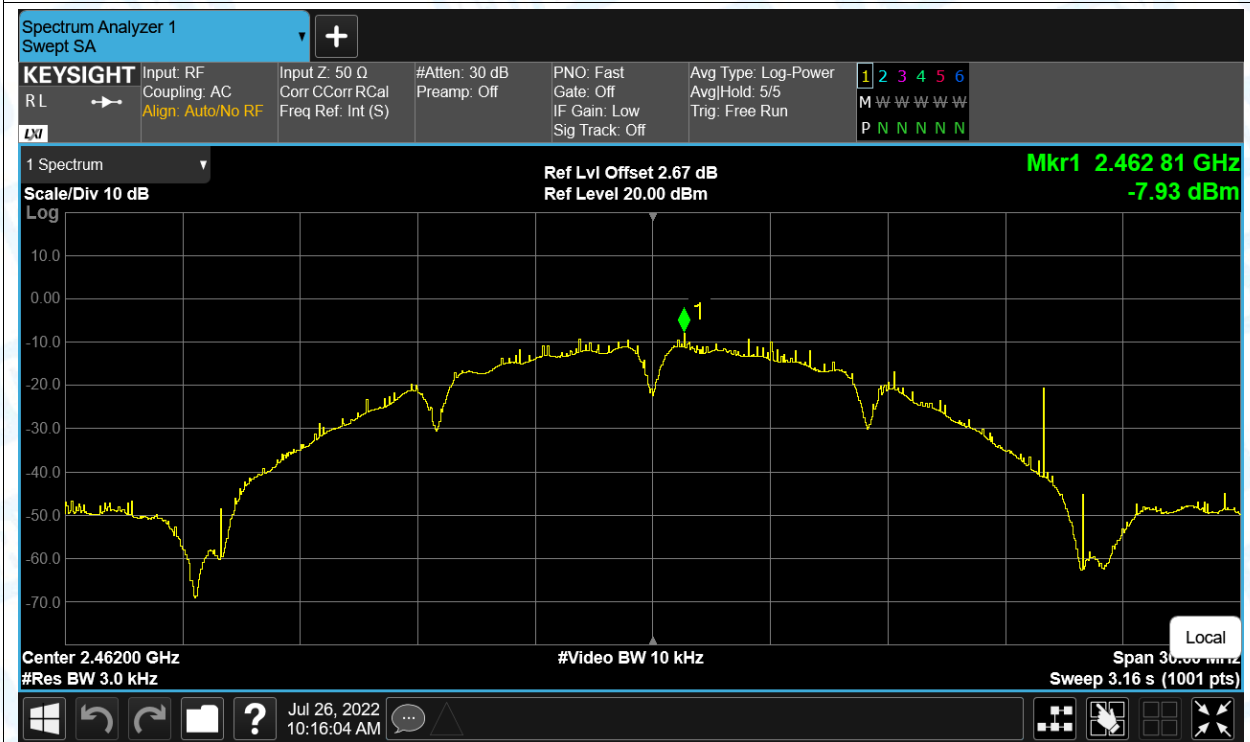 Spectrum Analyzer 1
Swept SA
KEYSIGHT
R L
LXI
Input: RF
Coupling: AC
Align: Auto/No RF
Input Z: 50 Ω
Corr CCorr RCal
Freq Ref: Int (S)
#Atten: 30 dB
Preamp: Off
PNO: Fast
Gate: Off
IF Gain: Low
Sig Track: Off
Avg Type: Log-Power
Avg|Hold: 5/5
Trig: Free Run
1 2 3 4 5 6
M W W W W W
P N N N N N
1 Spectrum
Scale/Div 10 dB
Log
Ref Lvl Offset 2.67 dB
Ref Level 20.00 dBm
Mkr1 2.462 81 GHz
-7.93 dBm
1
10.0
0.00
-10.0
-20.0
-30.0
-40.0
-50.0
-60.0
-70.0
Local
Center 2.46200 GHz
#Video BW 10 kHz
Span 30.00 MHz
#Res BW 3.0 kHz
Sweep 3.16 s (1001 pts)
?
Jul 26, 2022
10:16:04 AM